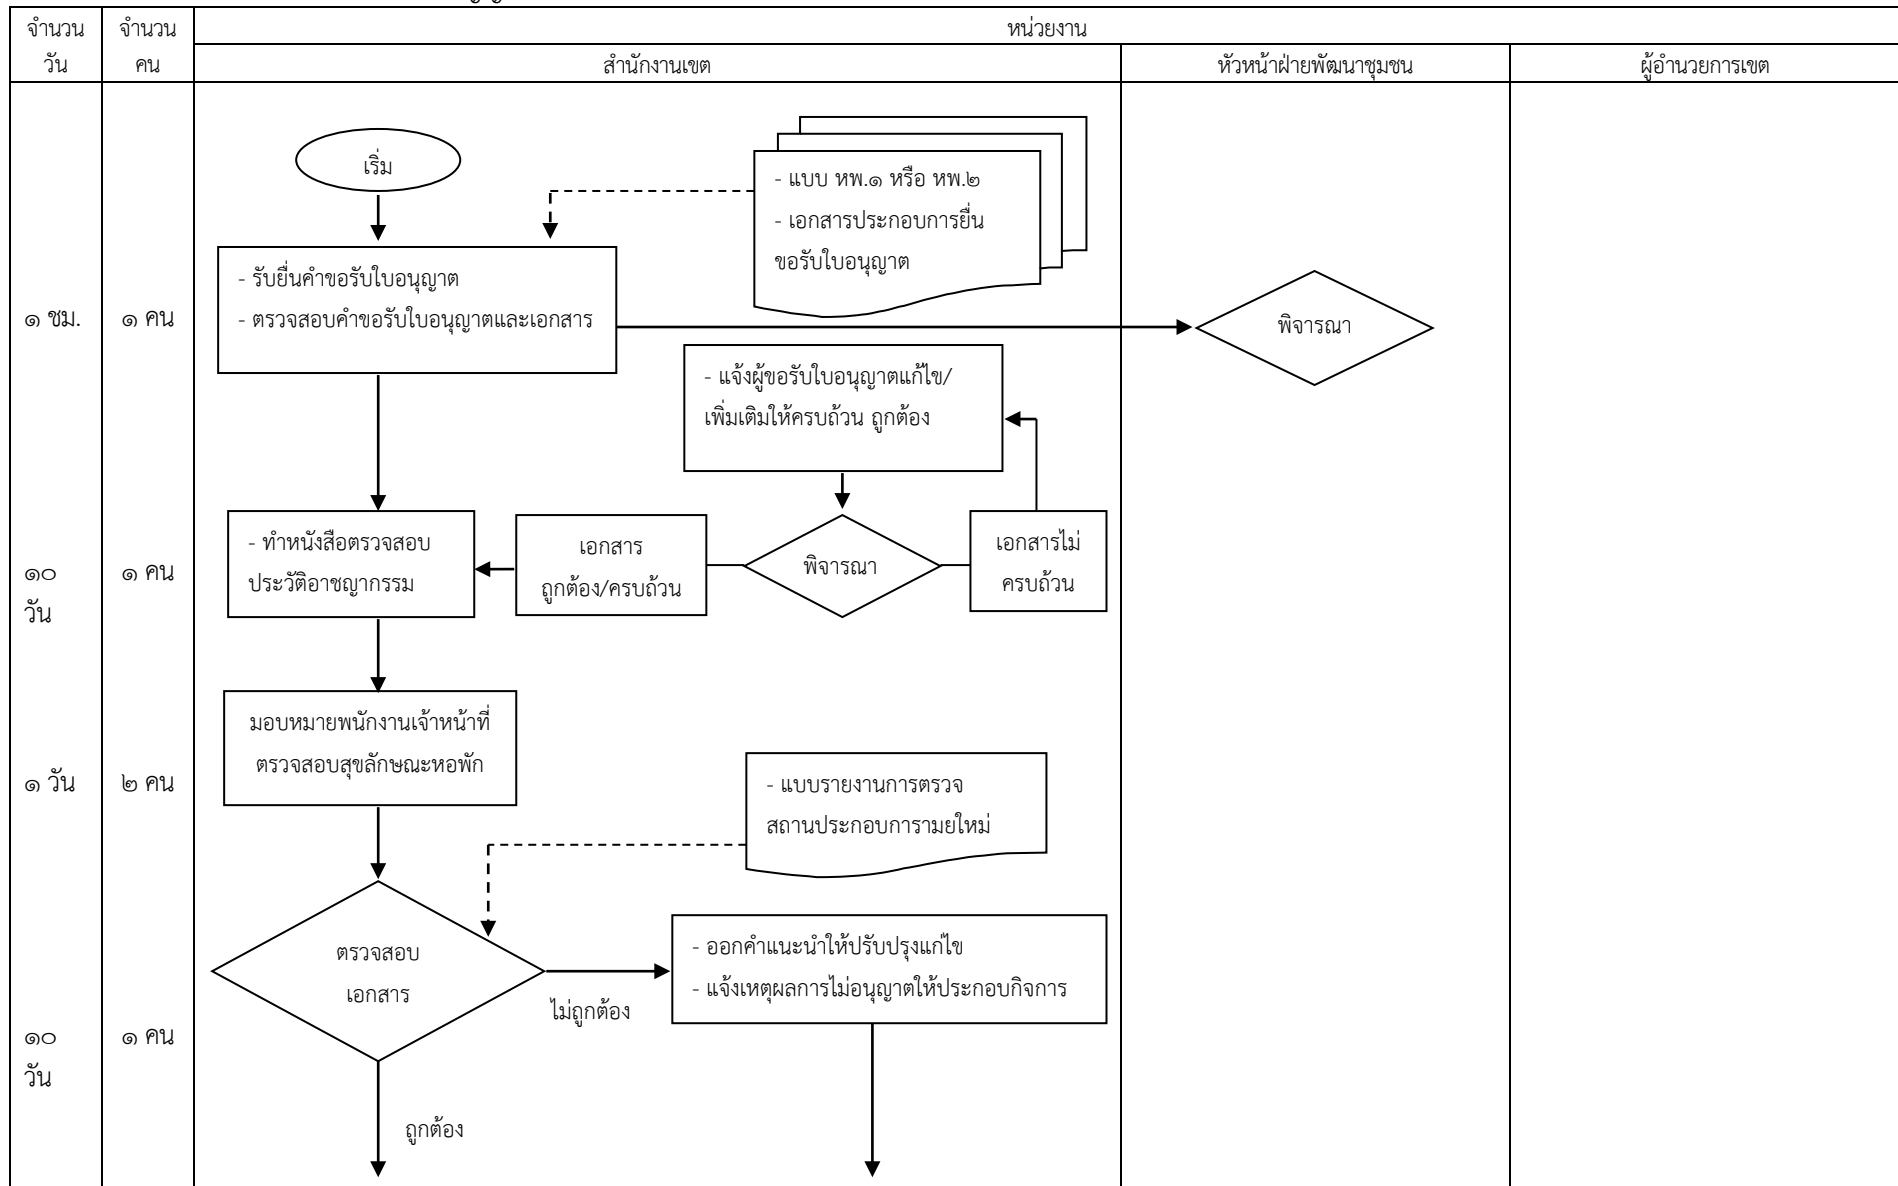 จำนวน
วัน
จำนวน
คน
หน่วยงาน
สำนักงานเขต
หัวหน้าฝ่ายพัฒนาชุมชน
ผู้อำนวยการเขต
เริ่ม
- แบบ หพ.๑ หรือ หพ.๒
- เอกสารประกอบการยื่น
ขอรับใบอนุญาต
- รับยื่นคำขอรับใบอนุญาต
- ตรวจสอบคำขอรับใบอนุญาตและเอกสาร
๑ ชม.
๑ คน
พิจารณา
- แจ้งผู้ขอรับใบอนุญาตแก้ไข/
เพิ่มเติมให้ครบถ้วน ถูกต้อง
๑๐
วัน
๑ คน
- ทำหนังสือตรวจสอบ
ประวัติอาชญากรรม
เอกสาร
ถูกต้อง/ครบถ้วน
พิจารณา
เอกสารไม่
ครบถ้วน
มอบหมายพนักงานเจ้าหน้าที่
ตรวจสอบสุขลักษณะหอพัก
๑ วัน
๒ คน
- แบบรายงานการตรวจ
สถานประกอบการามยใหม่
ตรวจสอบ
เอกสาร
ไม่ถูกต้อง
- ออกคำแนะนำให้ปรับปรุงแก้ไข
- แจ้งเหตุผลการไม่อนุญาตให้ประกอบกิจการ
๑๐
วัน
๑ คน
ถูกต้อง